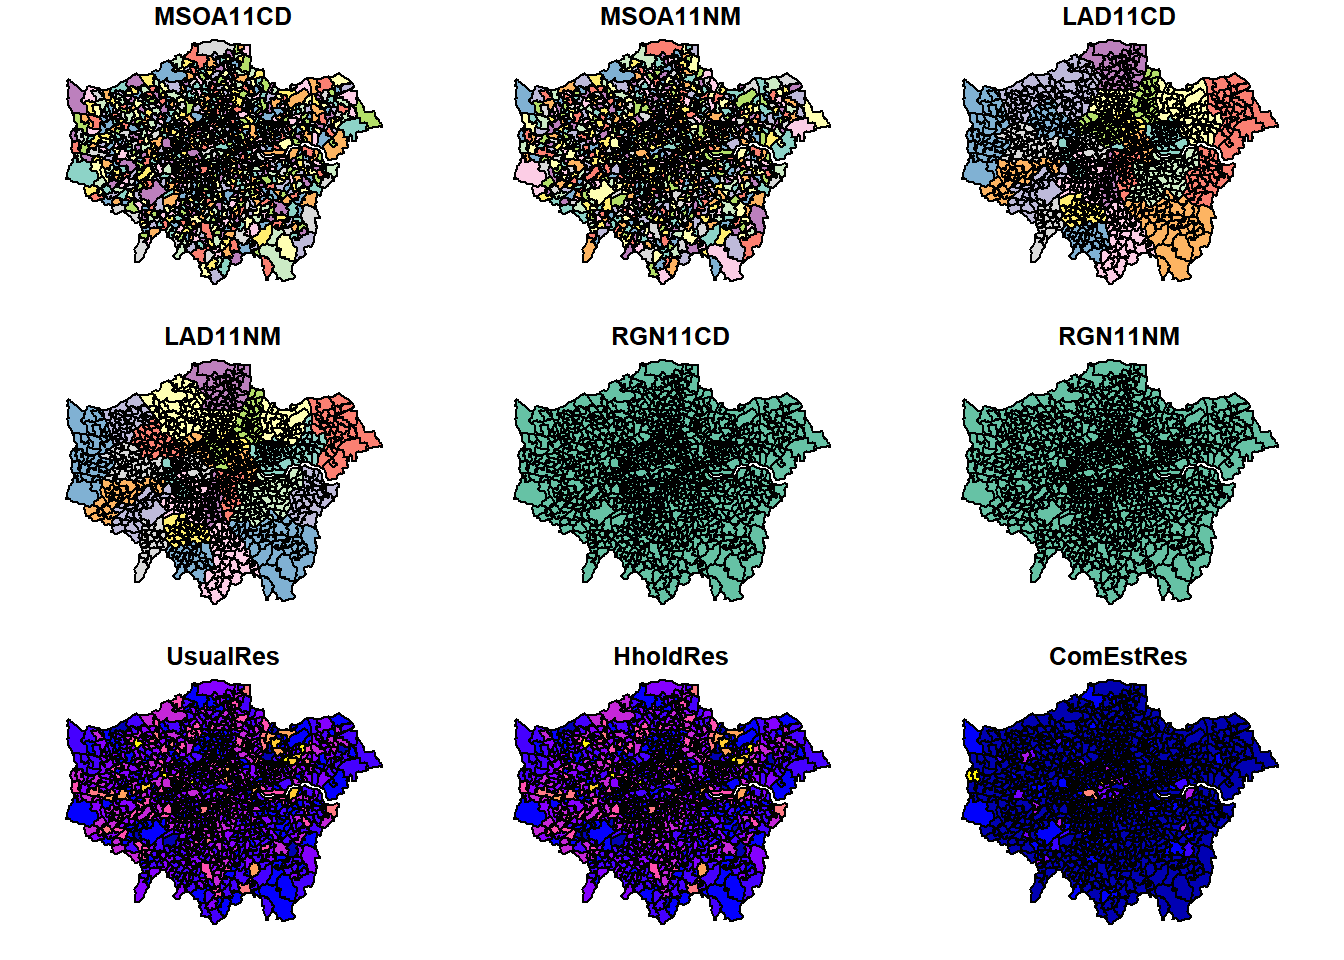 MSOA11CD
MSOA11NM
LAD11CD
LAD11NM
RGN11CD
RGN11NM
UsualRes
HholdRes
ComEstRes